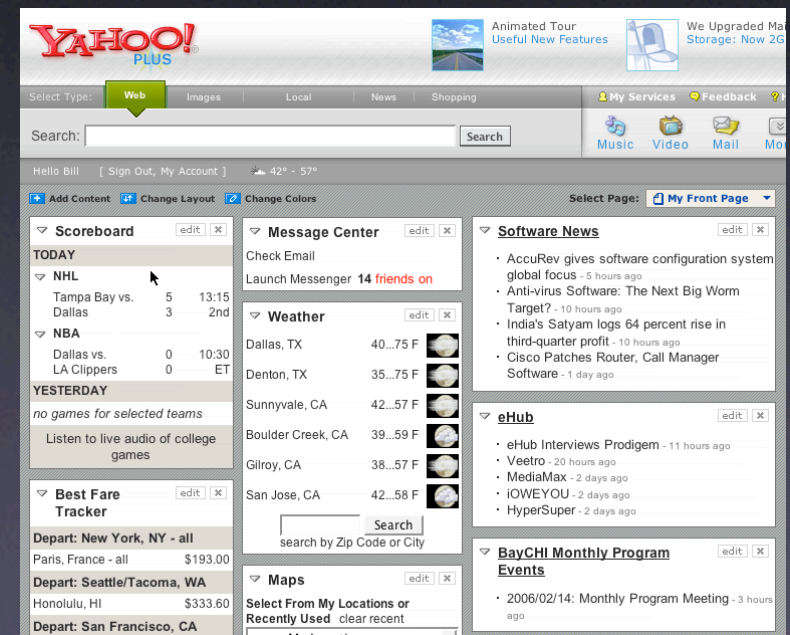 YAHOO!
PLUS
Animated Tour
Useful New Features
We Upgraded Mai
Storage: Now 2G
Select Type:
Web
Images
Local
News
Shopping
My Services
Feedback
Search:
Search
Music
Video
Mail
Mo
Hello Bill
[ Sign Out, My Account ]
42° - 57°
Add Content
Change Layout
Change Colors
Select Page:
My Front Page
Scoreboard
edit
TODAY
NHL
Tampa Bay vs. 5 13:15
Dallas 3 2nd
NBA
Dallas vs. 0 10:30
LA Clippers 0 ET
YESTERDAY
no games for selected teams
Listen to live audio of college
games
Best Fare
Tracker
edit
Depart: New York, NY - all
Paris, France - all $193.00
Depart: Seattle/Tacoma, WA
Honolulu, HI $333.60
Depart: San Francisco, CA
Message Center
edit
Check Email
Launch Messenger 14 friends on
Weather
edit
Dallas, TX 40...75 F
Denton, TX 35...75 F
Sunnyvale, CA 42...57 F
Boulder Creek, CA 39...59 F
Gilroy, CA 38...57 F
San Jose, CA 42...58 F
Search
search by Zip Code or City
Maps
edit
Select From My Locations or
Recently Used clear recent
Software News
edit
· AccuRev gives software configuration system
global focus - 5 hours ago
· Anti-virus Software: The Next Big Worm
Target? - 10 hours ago
· India's Satyam logs 64 percent rise in
third-quarter profit - 10 hours ago
· Cisco Patches Router, Call Manager
Software - 1 day ago
eHub
edit
· eHub Interviews Prodigem - 11 hours ago
· Veetro - 20 hours ago
· MediaMax - 2 days ago
· iOWEYOU - 2 days ago
· HyperSuper - 2 days ago
BayCHI Monthly Program
Events
edit
· 2006/02/14: Monthly Program Meeting - 3 hours
ago